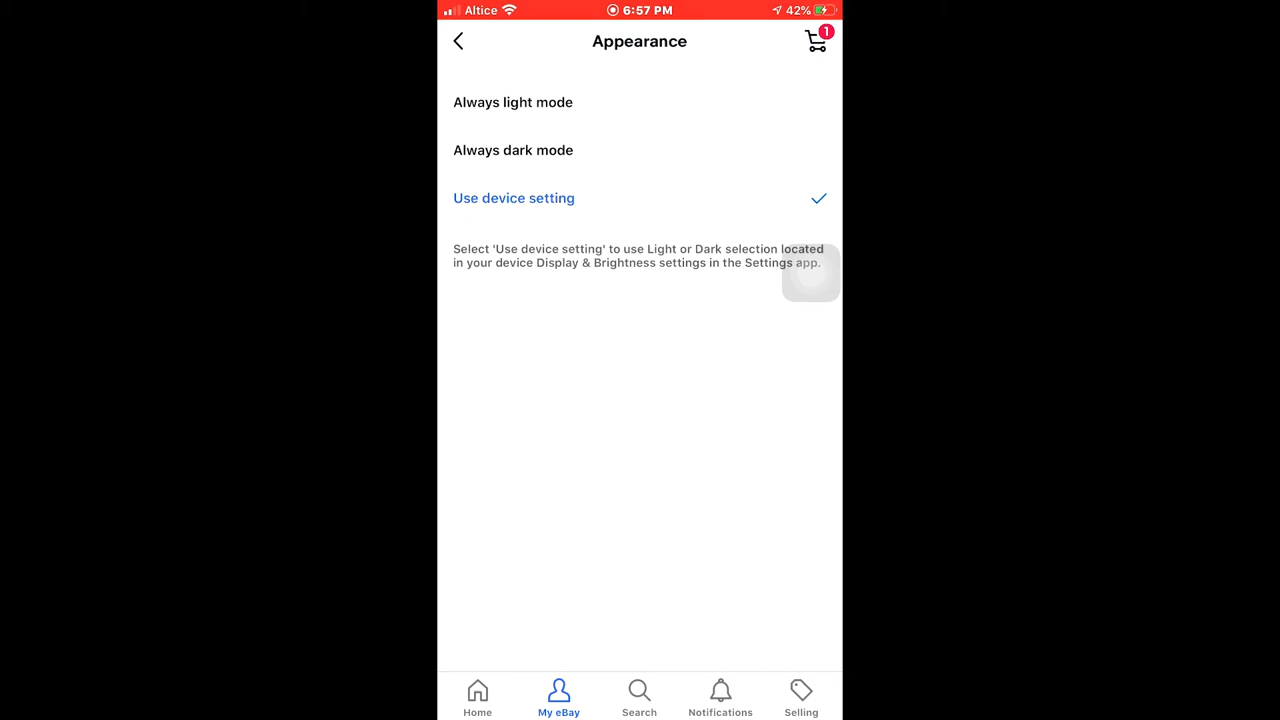 Altice 6:57 PM 42%
Appearance 1
Always light mode
Always dark mode
Use device setting
Select 'Use device setting' to use Light or Dark selection located
in your device Display & Brightness settings in the Settings app.
Home My eBay Search Notifications Selling